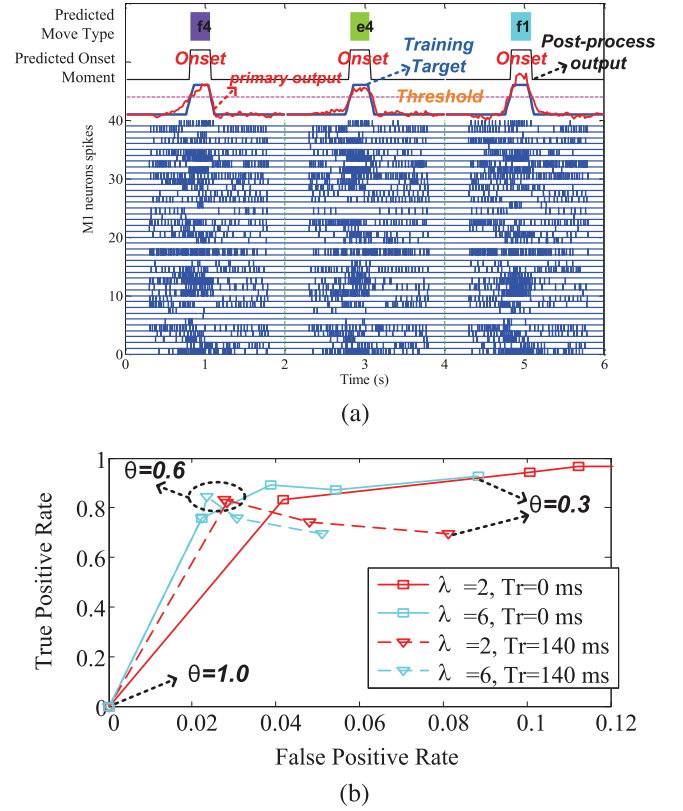 Predicted
Move Type
f4
e4
f1
Predicted Onset
Moment
Onset
Onset
Onset
primary output
Training
Target
Threshold
Post-process
output
M1 neurons spikes
40
30
20
10
0
0 1 2 3 4 5 6
Time (s)
(a)
True Positive Rate
1
0.8
0.6
0.4
0.2
0
θ=0.6
θ=0.3
θ=1.0
λ =2, Tr=0 ms
λ =6, Tr=0 ms
λ =2, Tr=140 ms
λ =6, Tr=140 ms
0 0.02 0.04 0.06 0.08 0.1 0.12
False Positive Rate
(b)